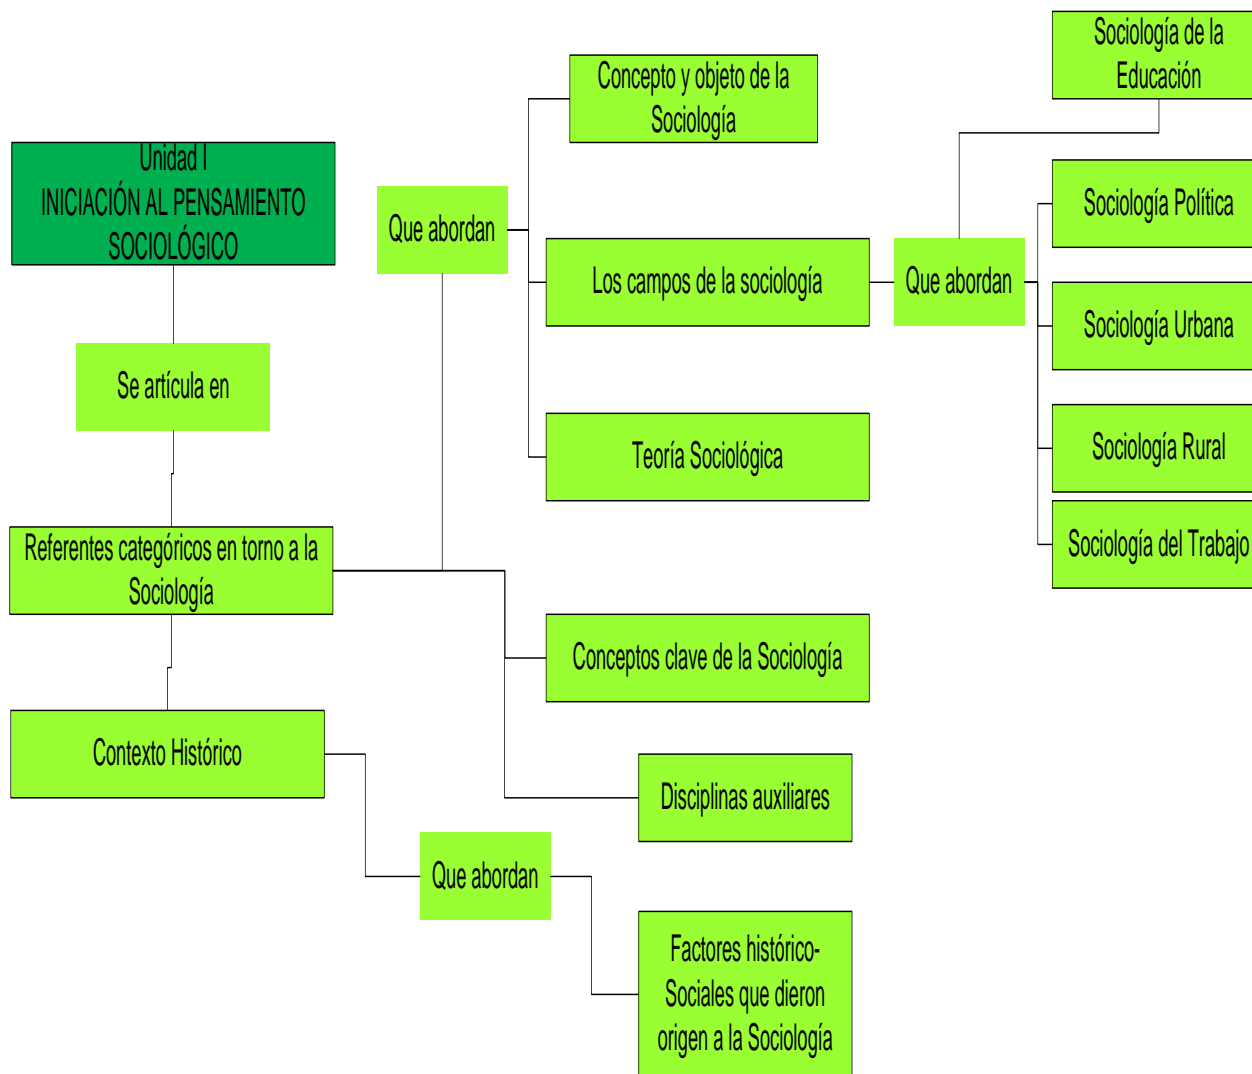 Unidad I
INICIACIÓN AL PENSAMIENTO
SOCIOLÓGICO
Se artícula en
Referentes categóricos en torno a la
Sociología
Contexto Histórico
Que abordan
Concepto y objeto de la
Sociología
Los campos de la sociología
Teoría Sociológica
Que abordan
Sociología de la
Educación
Sociología Política
Sociología Urbana
Sociología Rural
Sociología del Trabajo
Conceptos clave de la Sociología
Disciplinas auxiliares
Que abordan
Factores histórico-
Sociales que dieron
origen a la Sociología